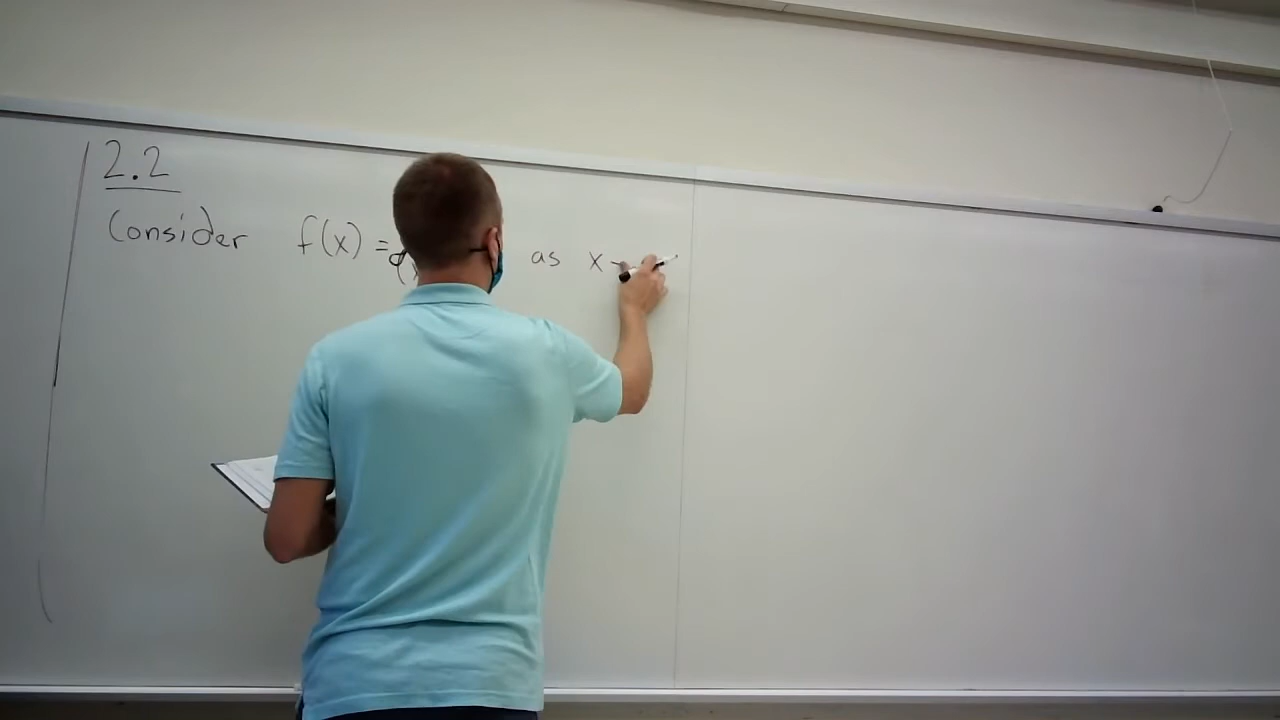 2.2
Consider f(x) = as x